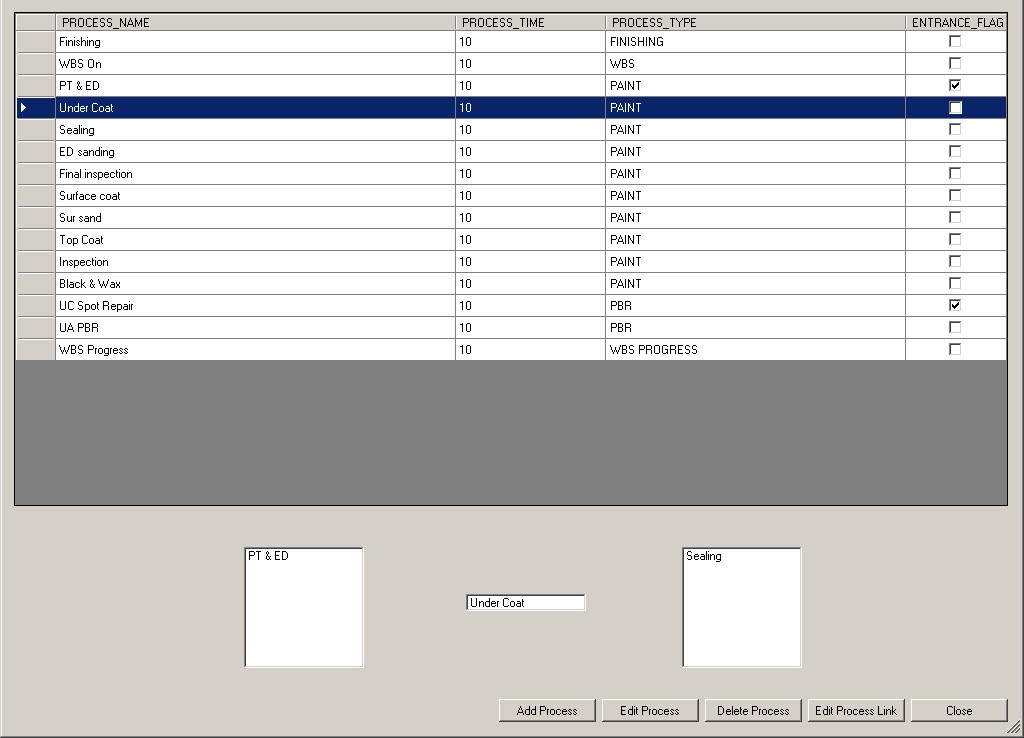 PROCESS_NAME PROCESS_TIME PROCESS_TYPE ENTRANCE_FLAG
Finishing 10 FINISHING
WBS On 10 WBS
PT & ED 10 PAINT
Under Coat 10 PAINT
Sealing 10 PAINT
ED sanding 10 PAINT
Final inspection 10 PAINT
Surface coat 10 PAINT
Sur sand 10 PAINT
Top Coat 10 PAINT
Inspection 10 PAINT
Black & Wax 10 PAINT
UC Spot Repair 10 PBR
UA PBR 10 PBR
WBS Progress 10 WBS PROGRESS
PT & ED Sealing
Under Coat
Add Process Edit Process Delete Process Edit Process Link Close